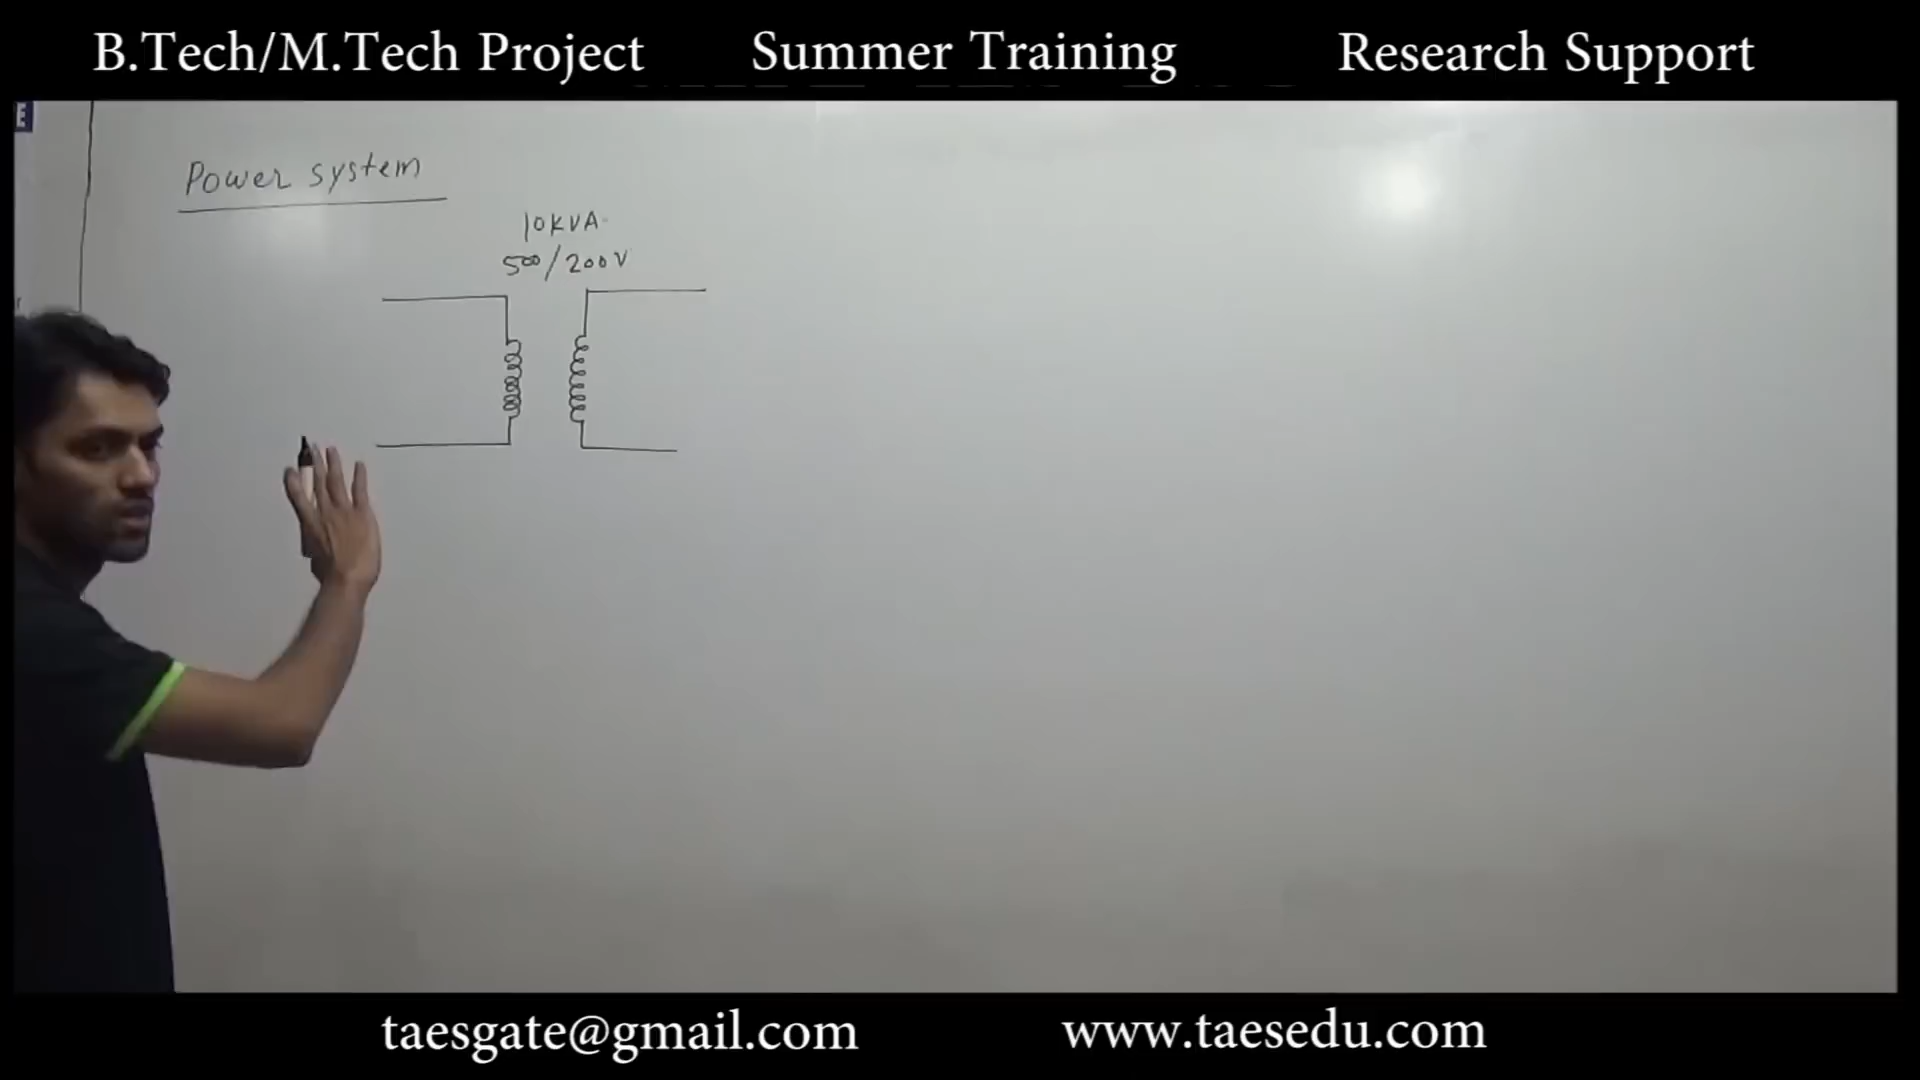 B.Tech/M.Tech Project Summer Training Research Support
E
Power system
10KVA
500/200V
taesgate@gmail.com www.taesedu.com